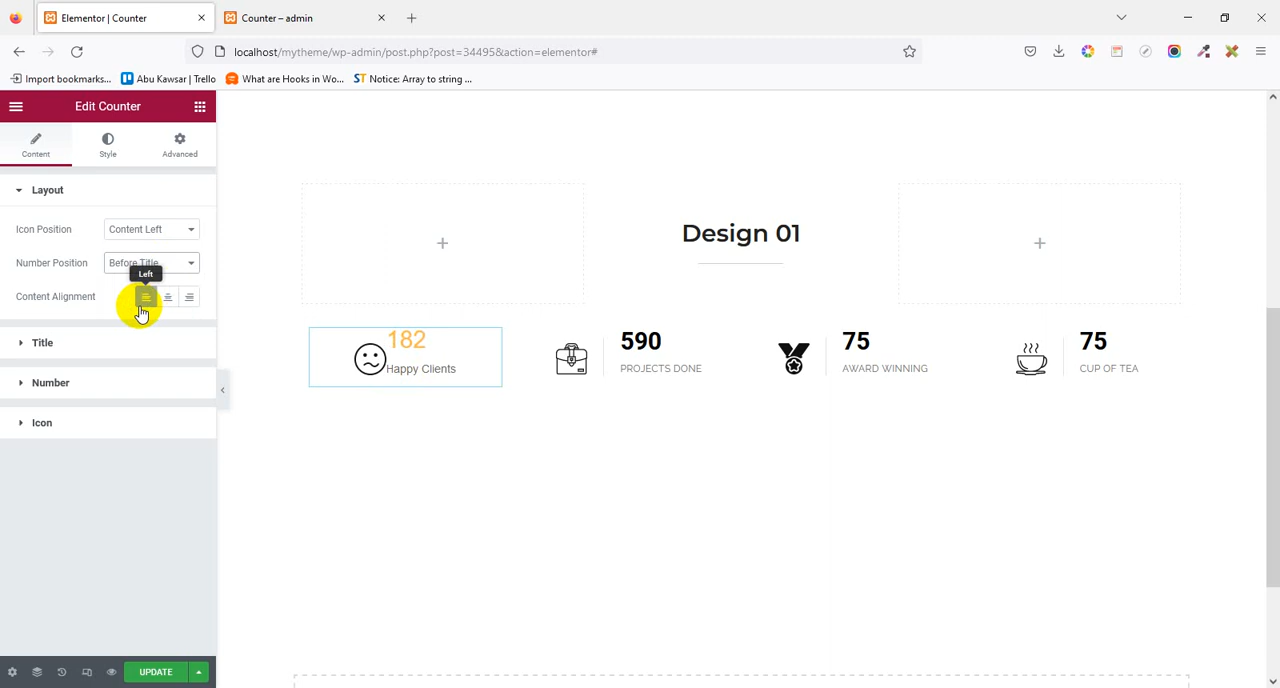 Elementor | Counter
Counter – admin
localhost/mytheme/wp-admin/post.php?post=34495&action=elementor#
Import bookmarks...
Abu Kawsar | Trello
What are Hooks in Wo...
Notice: Array to string ...
Edit Counter
Content
Style
Advanced
Layout
Icon Position
Content Left
Number Position
Before Title
Left
Content Alignment
Title
Number
Icon
UPDATE
Design 01
182
Happy Clients
590
PROJECTS DONE
75
AWARD WINNING
75
CUP OF TEA